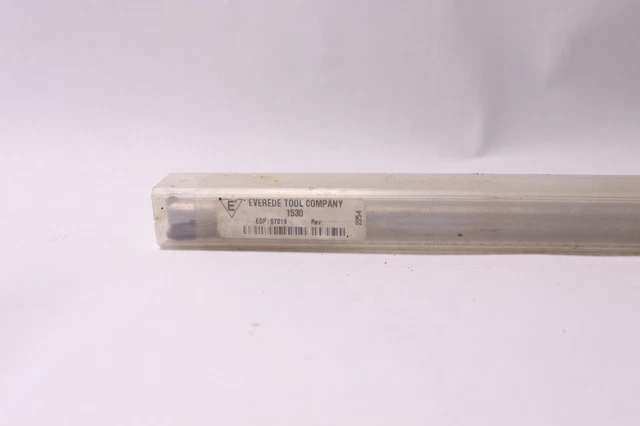 E
EVEREDE TOOL COMPANY
1530
EDP: 07019 Rev:
2254